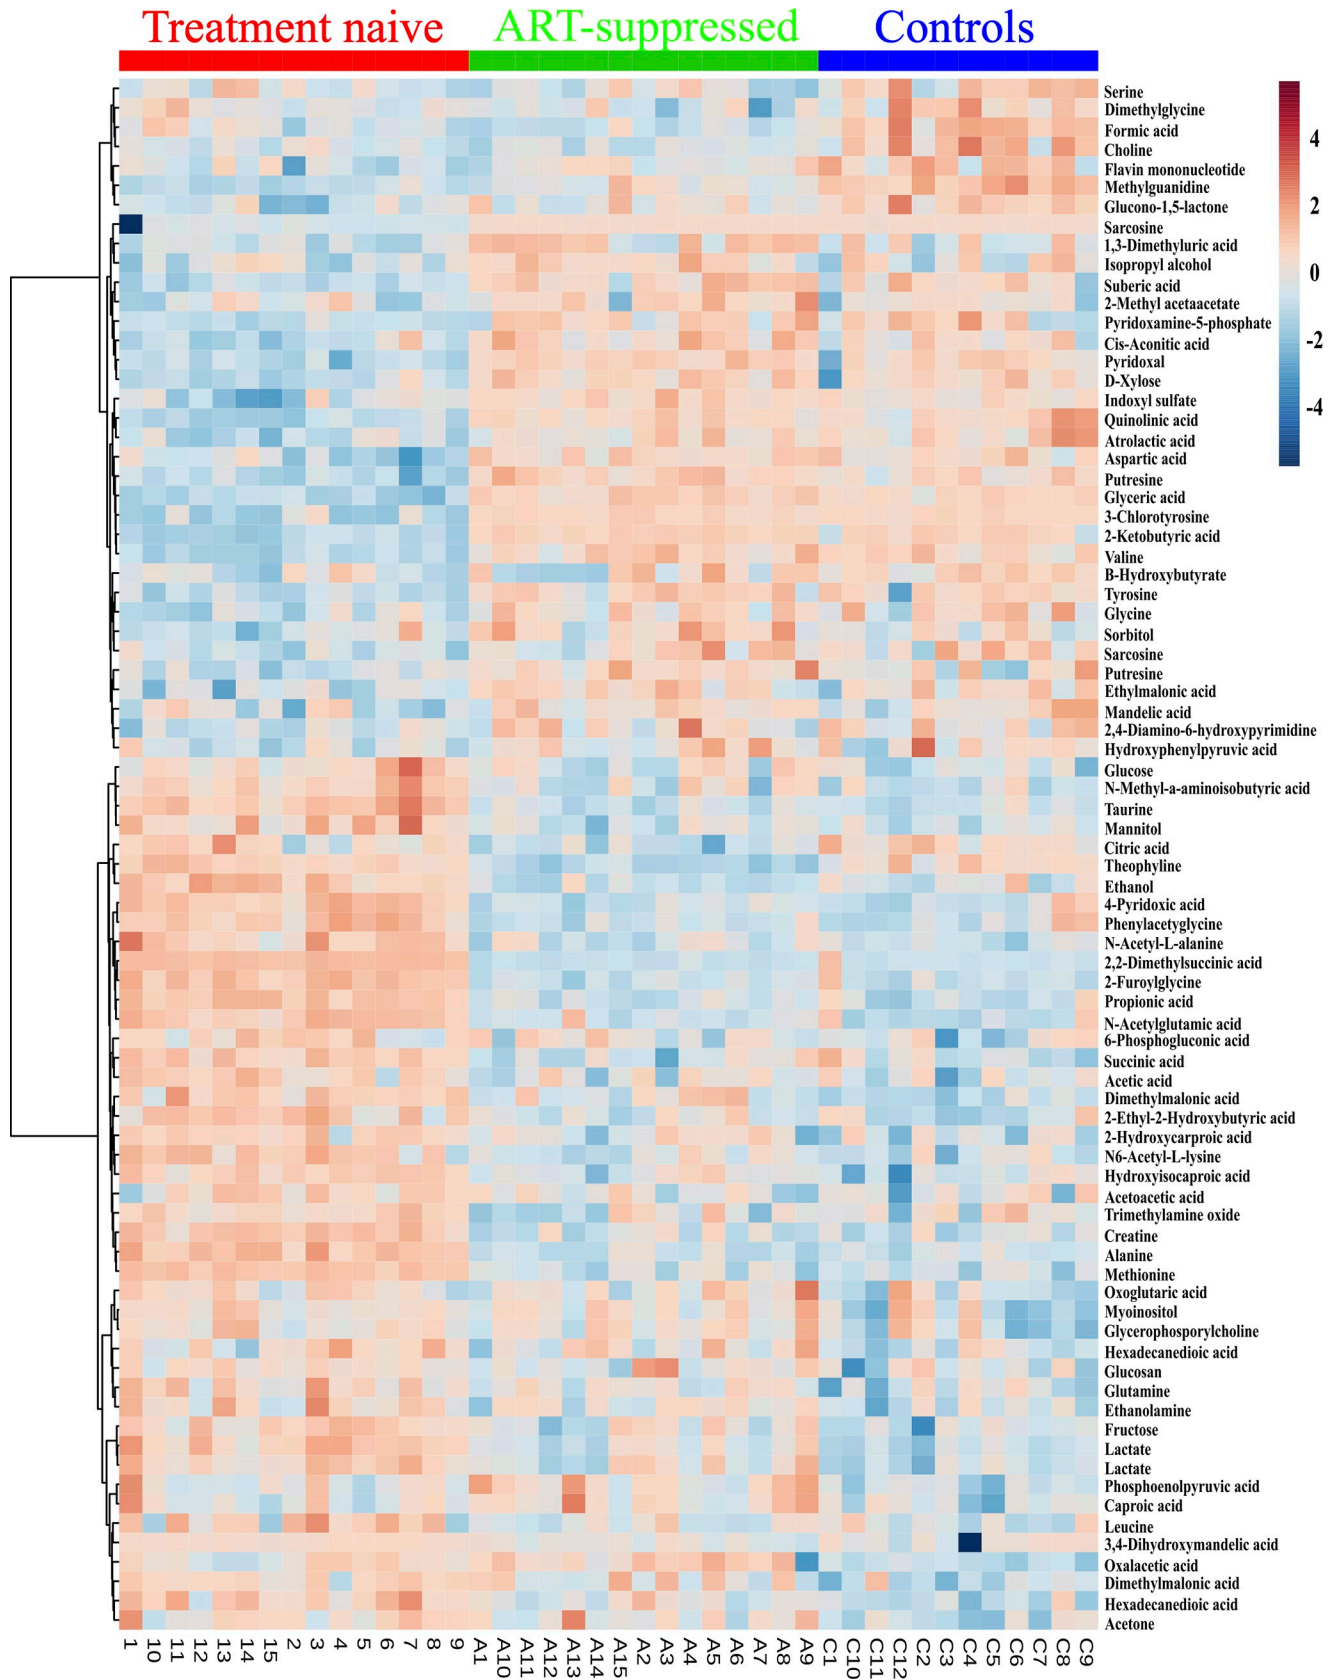 Treatment naive ART-suppressed Controls
Serine
Dimethylglycine
Formic acid
Choline
Flavin mononucleotide
Methylguanidine
Glucono-1,5-lactone
Sarcosine
1,3-Dimethyluric acid
Isopropyl alcohol
Suberic acid
2-Methyl acetaacetate
Pyridoxamine-5-phosphate
Cis-Aconitic acid
Pyridoxal
D-Xylose
Indoxyl sulfate
Quinolinic acid
Atrolactic acid
Aspartic acid
Putresine
Glyceric acid
3-Chlorotyrosine
2-Ketobutyric acid
Valine
B-Hydroxybutyrate
Tyrosine
Glycine
Sorbitol
Sarcosine
Putresine
Ethylmalonic acid
Mandelic acid
2,4-Diamino-6-hydroxypyrimidine
Hydroxyphenylpyruvic acid
Glucose
N-Methyl-a-aminoisobutyric acid
Taurine
Mannitol
Citric acid
Theophyline
Ethanol
4-Pyridoxic acid
Phenylacetyglycine
N-Acetyl-L-alanine
2,2-Dimethylsuccinic acid
2-Furoylglycine
Propionic acid
N-Acetylglutamic acid
6-Phosphogluconic acid
Succinic acid
Acetic acid
Dimethylmalonic acid
2-Ethyl-2-Hydroxybutyric acid
2-Hydroxycarproic acid
N6-Acetyl-L-lysine
Hydroxyisocaproic acid
Acetoacetic acid
Trimethylamine oxide
Creatine
Alanine
Methionine
Oxoglutaric acid
Myoinositol
Glycerophosporylcholine
Hexadecanedioic acid
Glucosan
Glutamine
Ethanolamine
Fructose
Lactate
Lactate
Phosphoenolpyruvic acid
Caproic acid
Leucine
3,4-Dihydroxymandelic acid
Oxalacetic acid
Dimethylmalonic acid
Hexadecanedioic acid
Acetone
4
2
0
-2
-4
1 10 11 12 13 14 15 2 3 4 5 6 7 8 9 A1 A10 A11 A12 A13 A14 A15 A2 A3 A4 A5 A6 A7 A8 A9 C1 C10 C11 C12 C2 C3 C4 C5 C6 C7 C8 C9